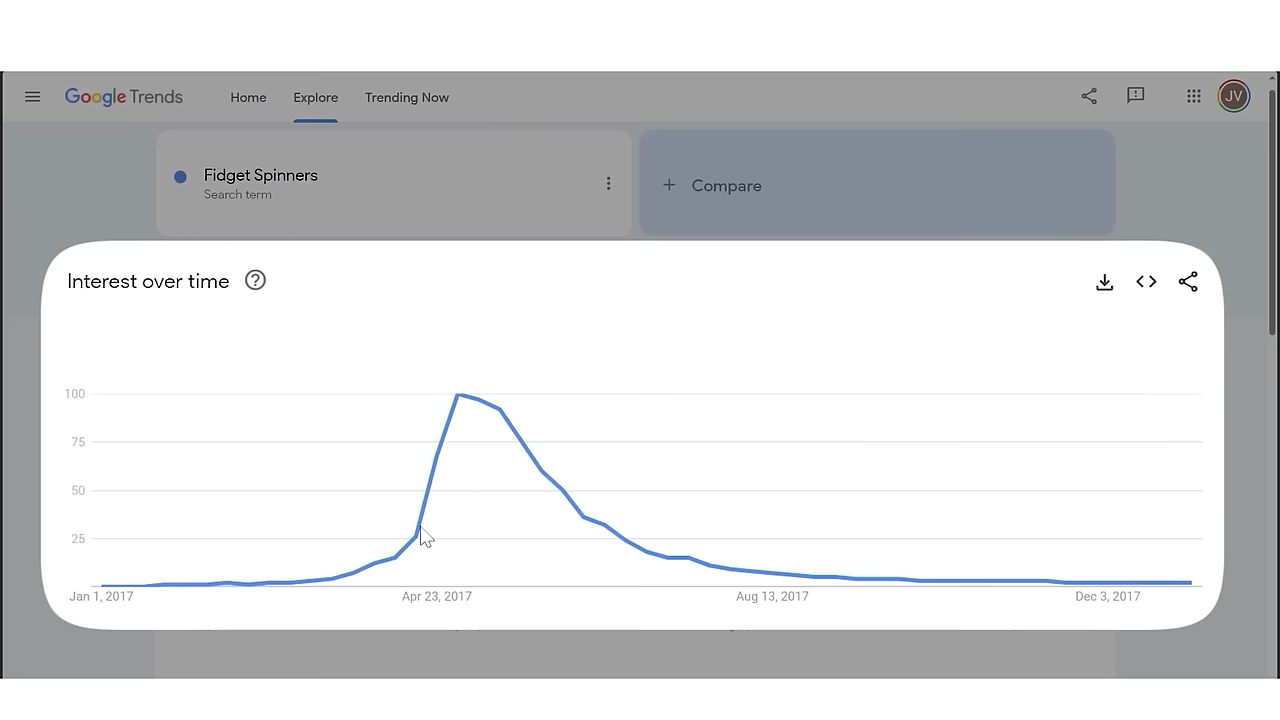 Google Trends
Home
Explore
Trending Now
JV
Fidget Spinners
Search term
+ Compare
Interest over time ?
100
75
50
25
Jan 1, 2017
Apr 23, 2017
Aug 13, 2017
Dec 3, 2017